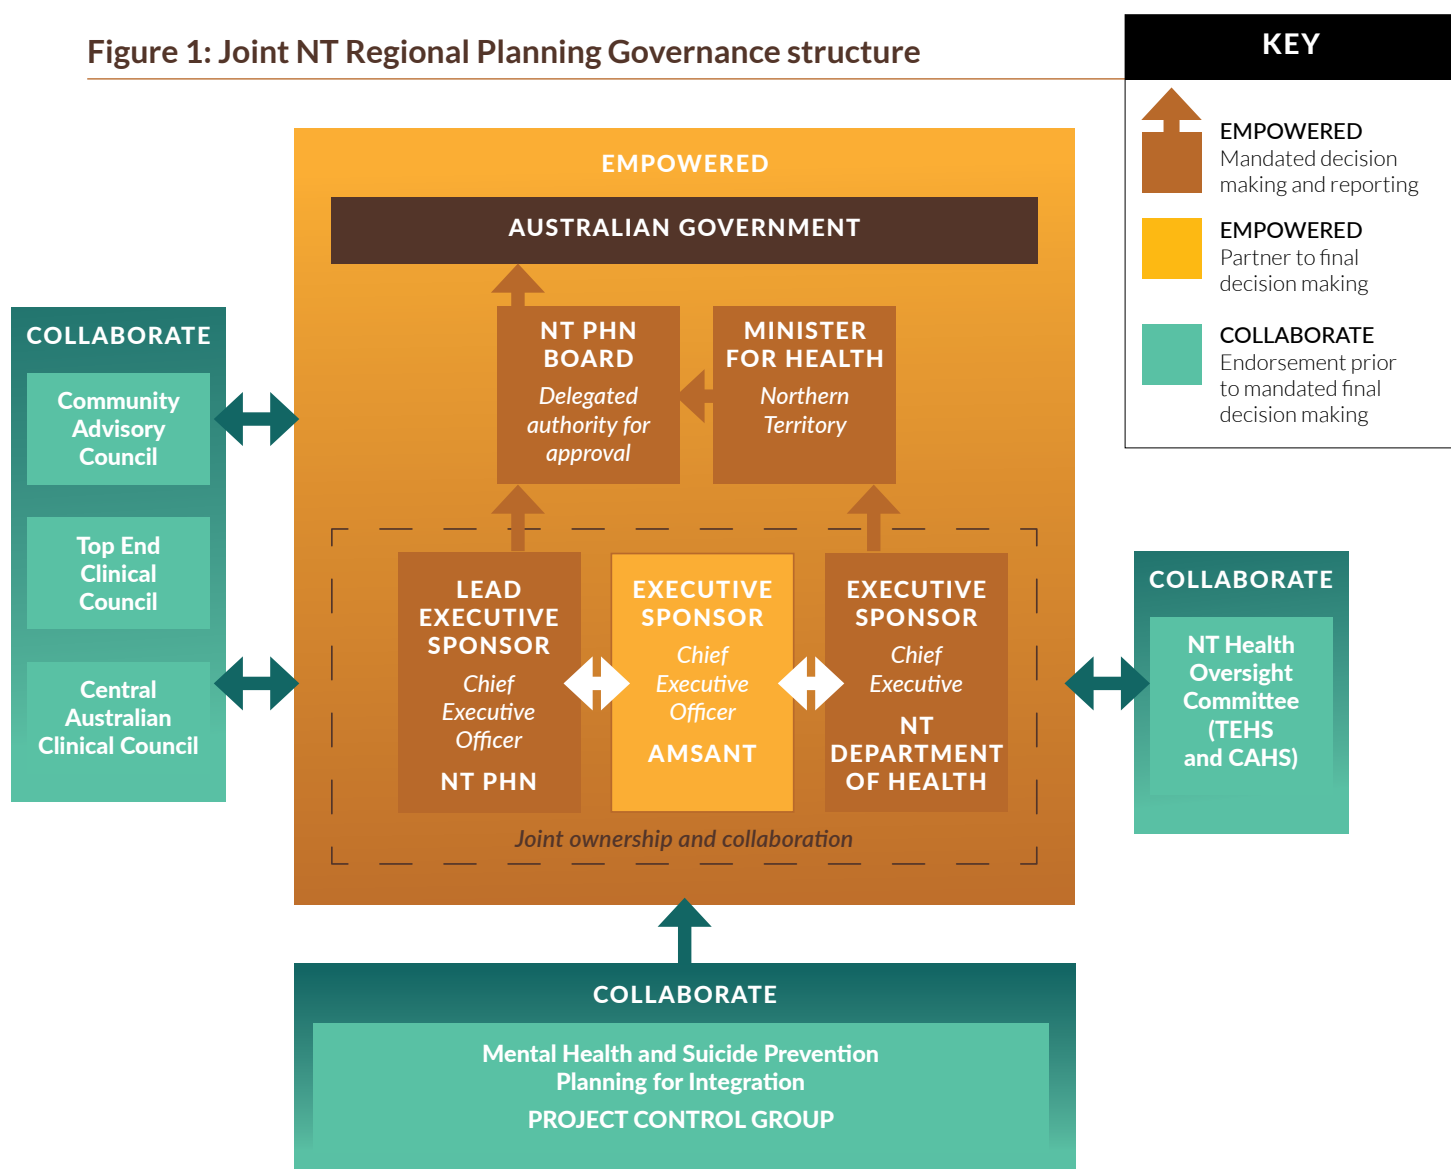 Figure 1: Joint NT Regional Planning Governance structure
KEY
EMPOWERED
Mandated decision
making and reporting
EMPOWERED
Partner to final
decision making
COLLABORATE
Endorsement prior
to mandated final
decision making
EMPOWERED
AUSTRALIAN GOVERNMENT
NT PHN
BOARD
Delegated
authority for
approval
MINISTER
FOR HEALTH
Northern
Territory
COLLABORATE
Community
Advisory
Council
Top End
Clinical
Council
Central
Australian
Clinical Council
LEAD
EXECUTIVE
SPONSOR
Chief
Executive
Officer
NT PHN
EXECUTIVE
SPONSOR
Chief
Executive
Officer
AMSANT
EXECUTIVE
SPONSOR
Chief
Executive
NT
DEPARTMENT
OF HEALTH
Joint ownership and collaboration
COLLABORATE
NT Health
Oversight
Committee
(TEHS
and CAHS)
COLLABORATE
Mental Health and Suicide Prevention
Planning for Integration
PROJECT CONTROL GROUP